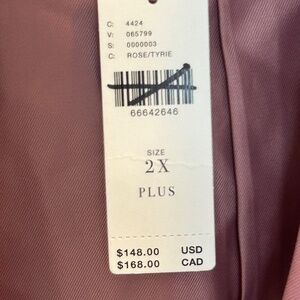 C: 4424
V: 065799
S: 0000003
C: ROSE/TYRIE
66642646
SIZE
2X
PLUS
$148.00 USD
$168.00 CAD